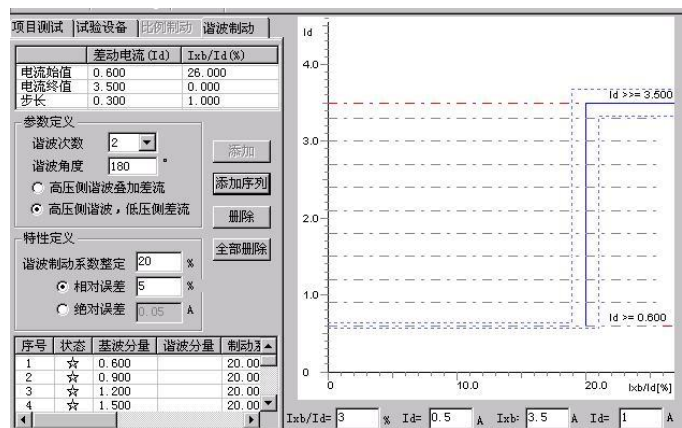 项目测试 试验设备 比例制动 谐波制动
差动电流(Id) Ixb/Id(%)
电流始值 0.600 26.000
电流终值 3.500 0.000
步长 0.300 1.000
参数定义
谐波次数 2
谐波角度 180 °
高压侧谐波叠加差流
高压侧谐波，低压侧差流
添加
添加序列
删除
全部删除
特性定义
谐波制动系数整定 20 %
相对误差 5 %
绝对误差 0.05 A
序号 状态 基波分量 谐波分量 制动系
1 ☆ 0.600 20.00
2 ☆ 0.900 20.00
3 ☆ 1.200 20.00
4 ☆ 1.500 20.00
Id
4.0
3.0
2.0
1.0
0
Id >>= 3.500
Id >= 0.600
0 10.0 20.0 Ixb/Id[%]
Ixb/Id= 3 % Id= 0.5 A Ixb= 3.5 A Id= 1 A